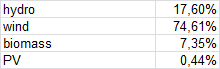 hydro 17,60%
wind 74,61%
biomass 7,35%
PV 0,44%